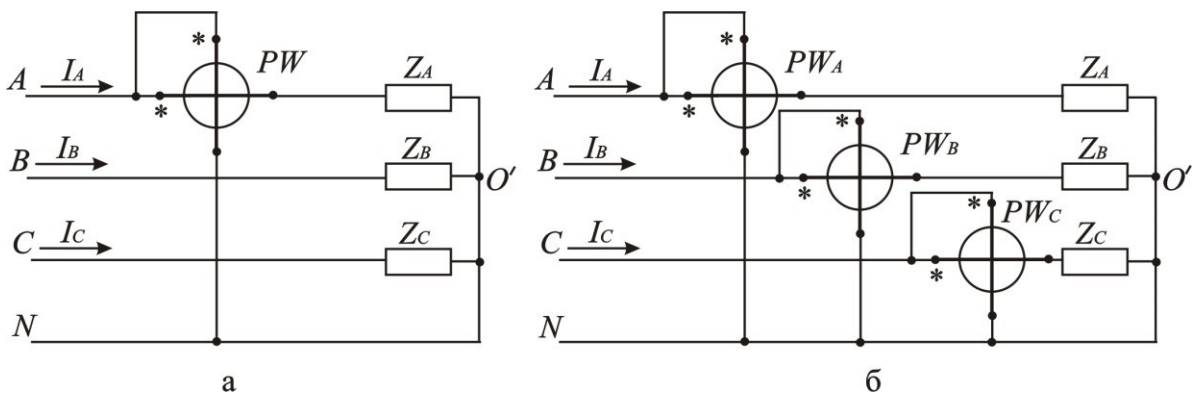 * PW * PW_A
A I_A * Z_A A I_A * Z_A
* PW_B
B I_B Z_B O' B I_B * Z_B O'
* PW_C
C I_C Z_C C I_C * Z_C
N N
а б